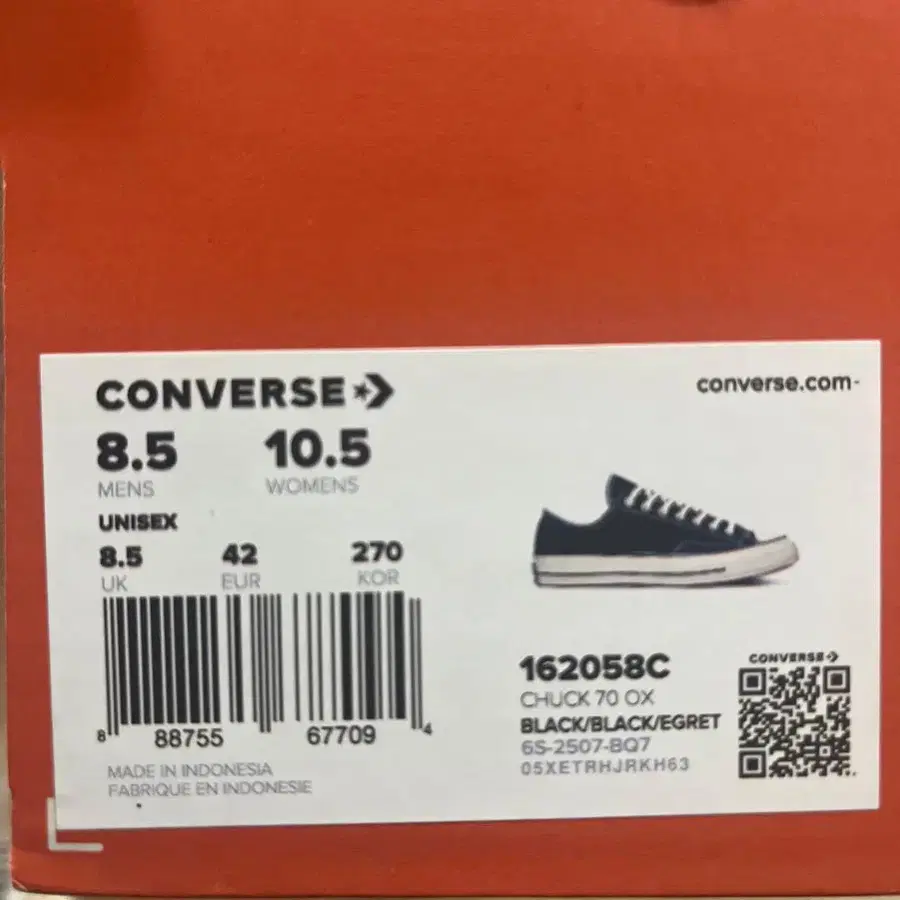 CONVERSE
converse.com
8.5 10.5
MENS WOMENS
UNISEX
8.5 42 270
UK EUR KOR
8 88755 67709 4
MADE IN INDONESIA
FABRIQUE EN INDONESIE
162058C
CHUCK 70 OX
BLACK/BLACK/EGRET
6S-2507-BQ7
05XETRHJRKH63
CONVERSE